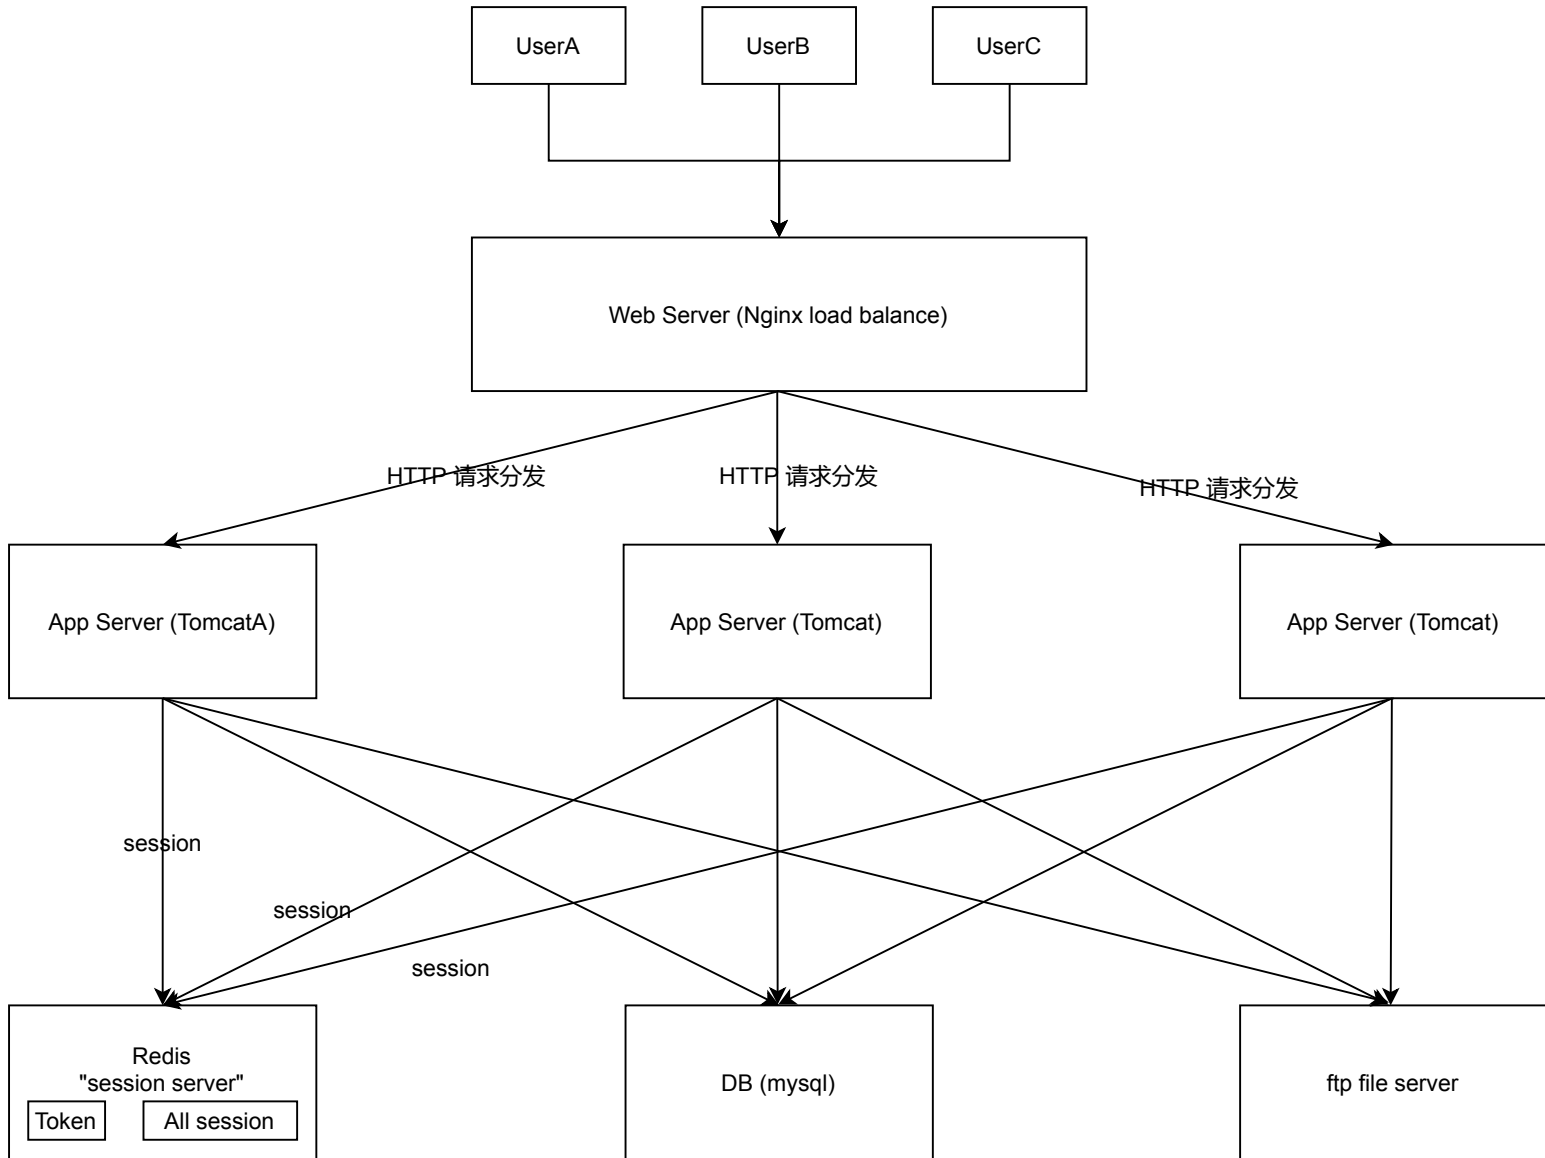 UserA
UserB
UserC
Web Server (Nginx load balance)
HTTP 请求分发
HTTP 请求分发
HTTP 请求分发
App Server (TomcatA)
App Server (Tomcat)
App Server (Tomcat)
session
session
session
Redis
"session server"
Token
All session
DB (mysql)
ftp file server